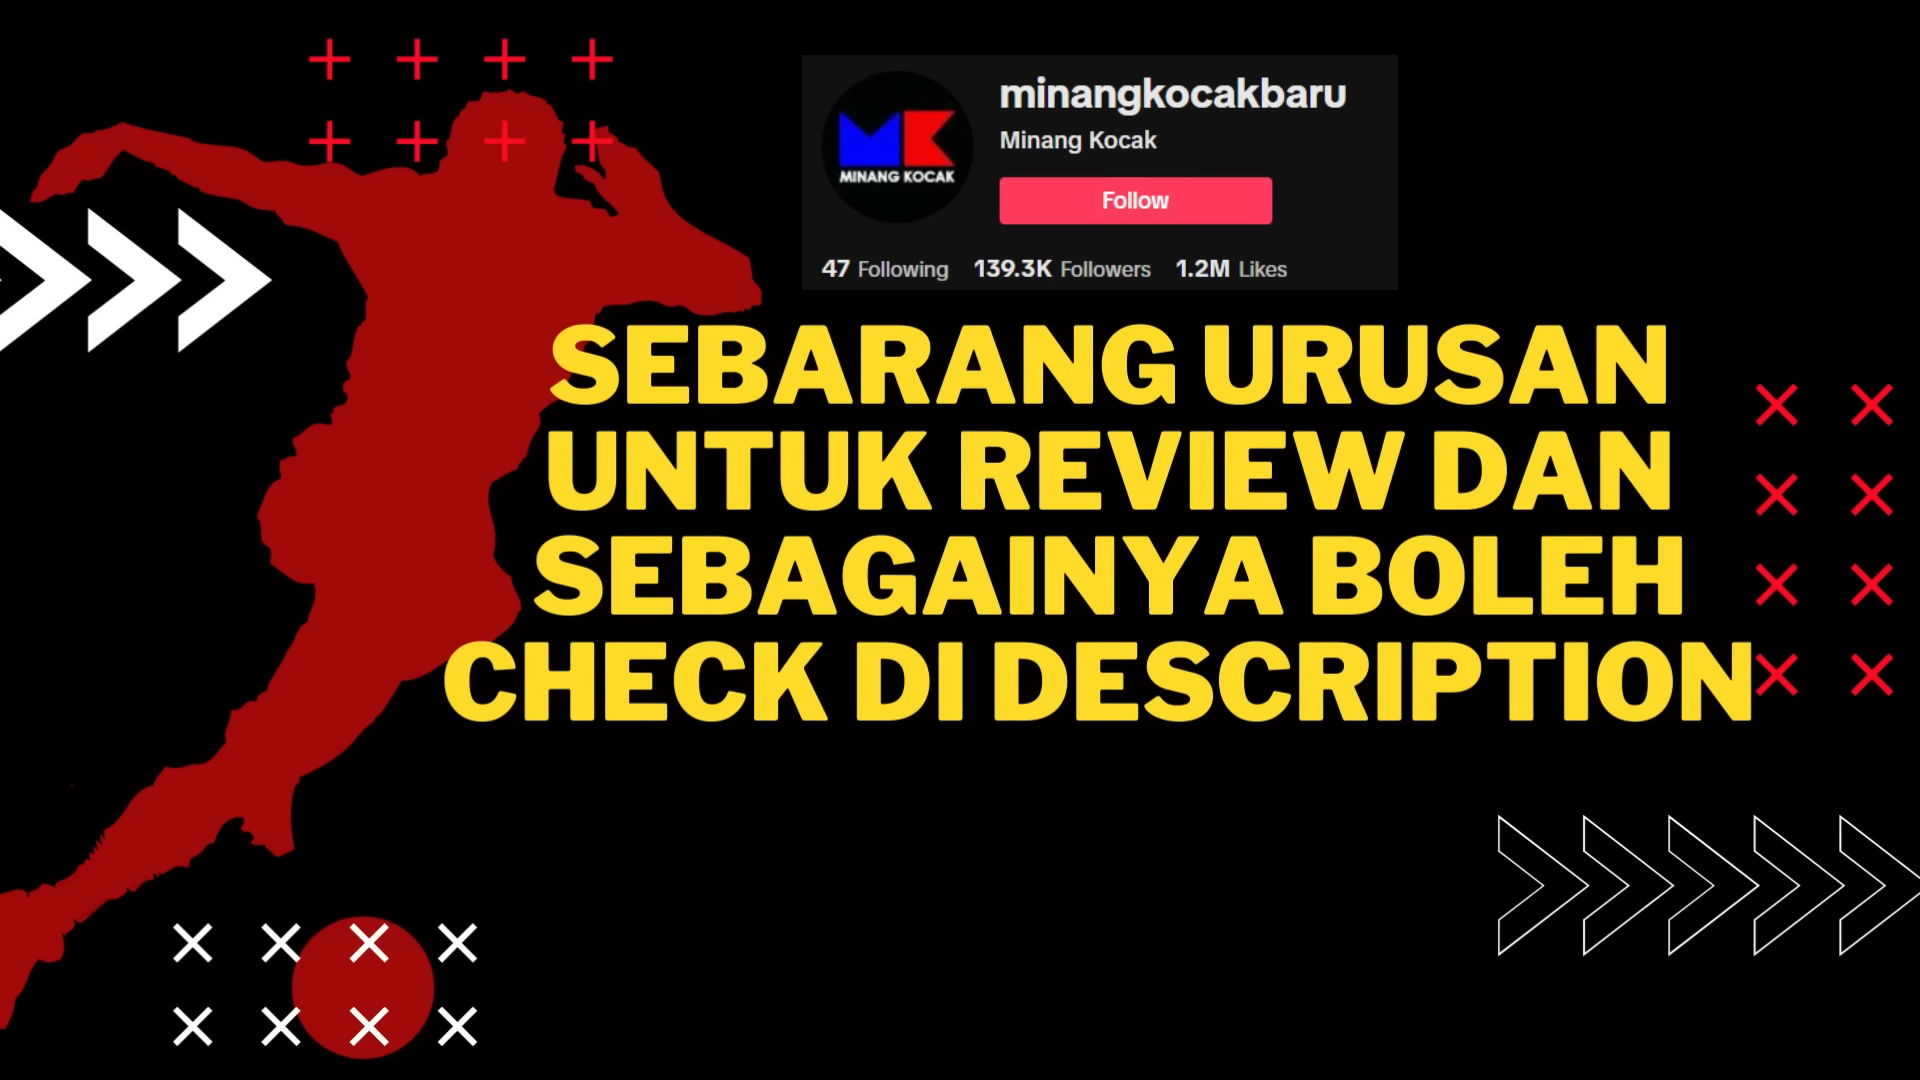 minangkocakbaru
Minang Kocak
MK
MINANG KOCAK
Follow
47 Following 139.3K Followers 1.2M Likes
SEBARANG URUSAN
UNTUK REVIEW DAN
SEBAGAINYA BOLEH
CHECK DI DESCRIPTION